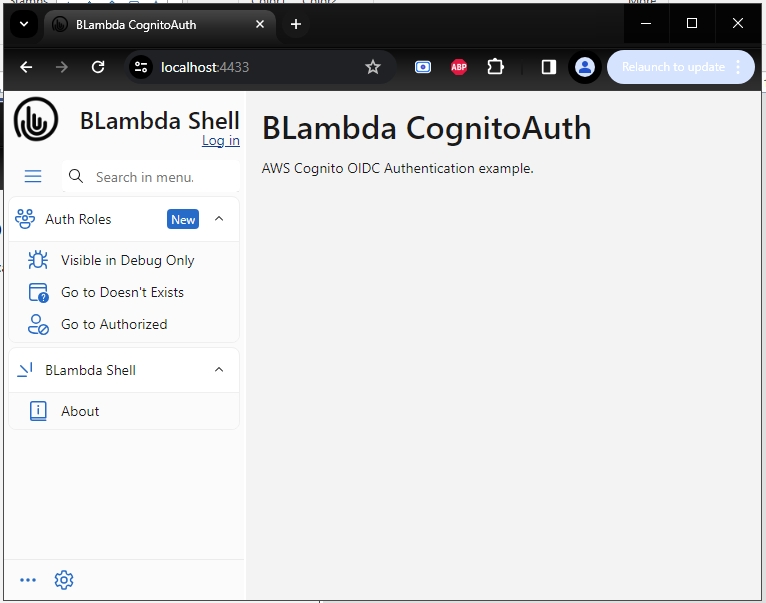 BLambda CognitoAuth
localhost:4433
ABP
Relaunch to update
BLambda Shell
Log in
Search in menu.
Auth Roles New
Visible in Debug Only
Go to Doesn't Exists
Go to Authorized
BLambda Shell
About
BLambda CognitoAuth
AWS Cognito OIDC Authentication example.